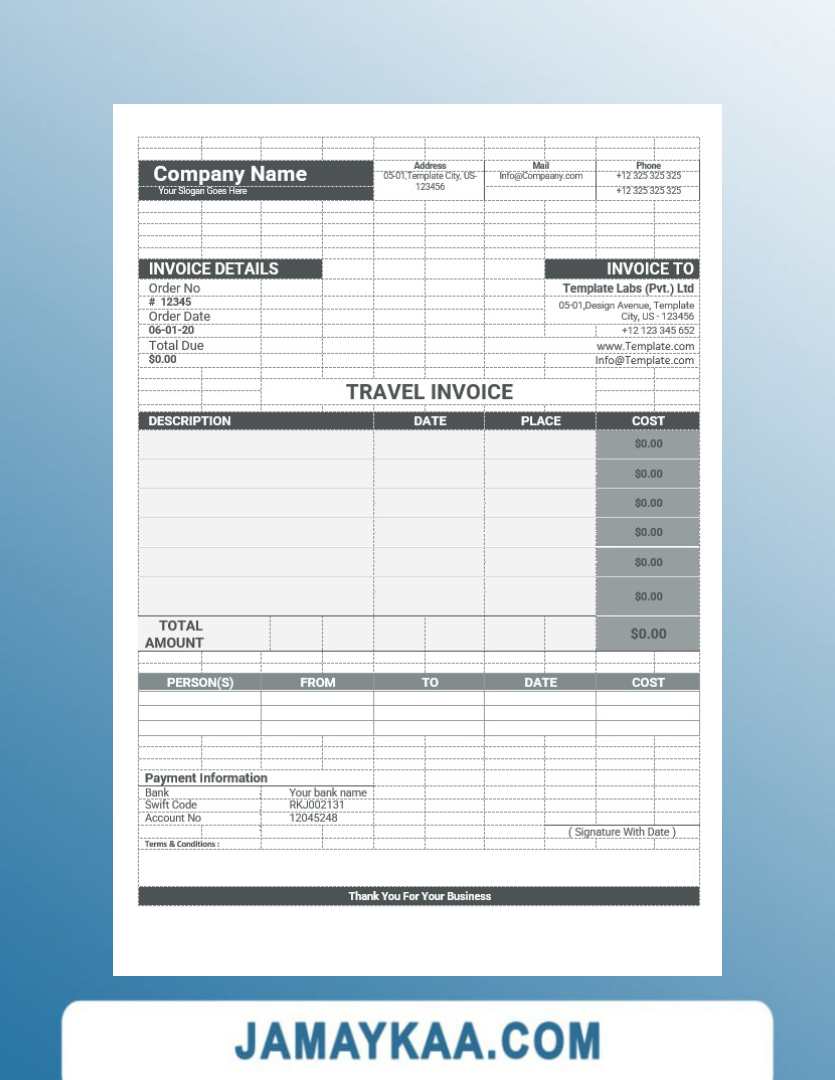 Company Name
Your Slogan Goes Here
Address
05-01,Template City, US-
123456
Mail
Info@Compaany.com
Phone
+12 325 325 325
+12 325 325 325
INVOICE DETAILS
Order No
# 12345
Order Date
06-01-20
Total Due
$0.00
INVOICE TO
Template Labs (Pvt.) Ltd
05-01,Design Avenue, Template
City, US - 123456
+12 123 345 652
www.Template.com
Info@Template.com
TRAVEL INVOICE
DESCRIPTION DATE PLACE COST
$0.00
$0.00
$0.00
$0.00
$0.00
$0.00
TOTAL
AMOUNT
$0.00
PERSON(S) FROM TO DATE COST
Payment Information
Bank Your bank name
Swift Code RKJ002131
Account No 12045248
( Signature With Date )
Terms & Conditions :
Thank You For Your Business
JAMAYKAA.COM